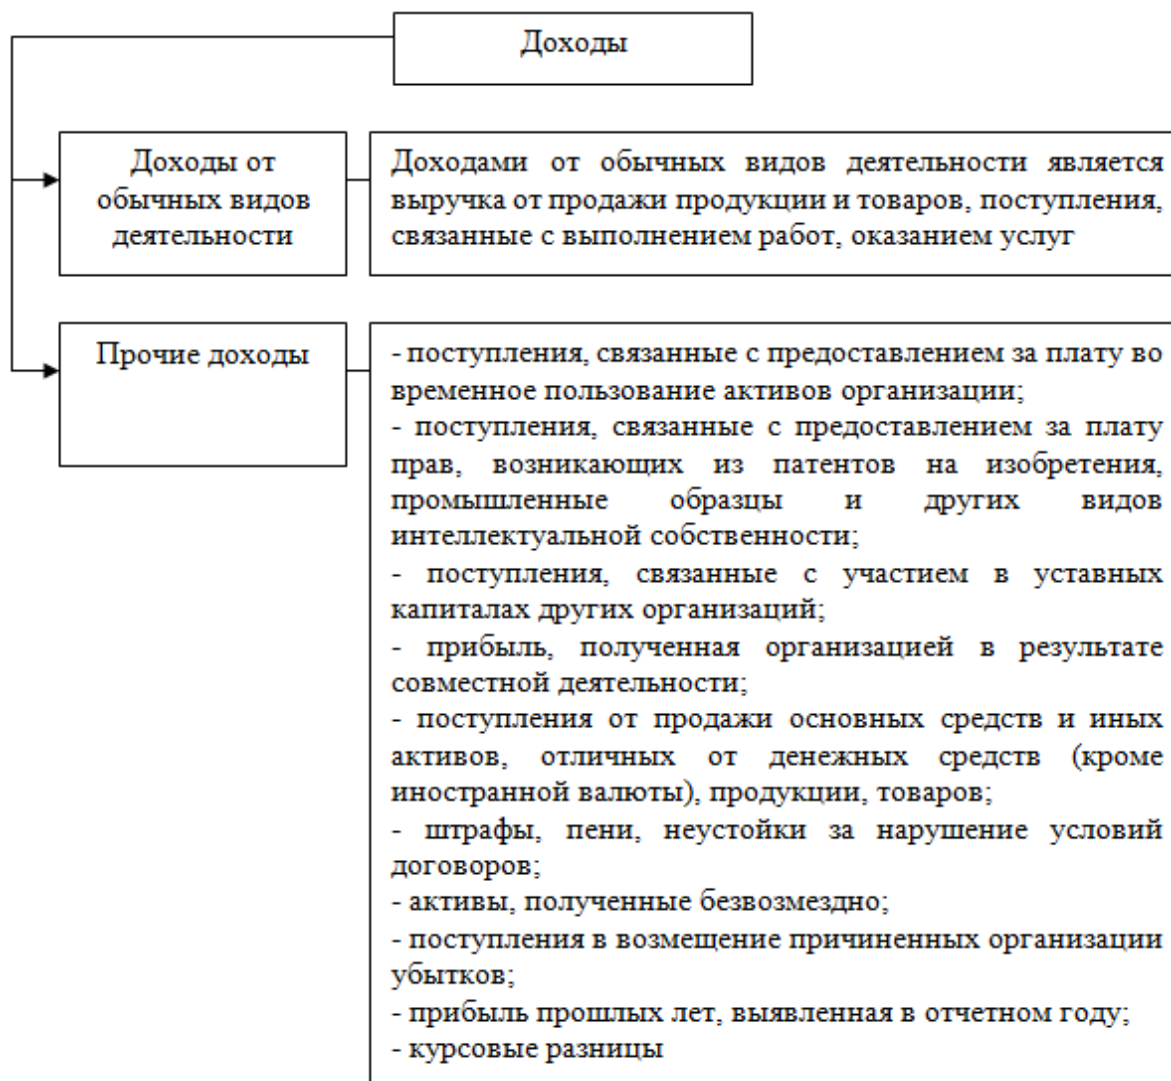 Доходы
Доходы от
обычных видов
деятельности
Доходами от обычных видов деятельности является
выручка от продажи продукции и товаров, поступления,
связанные с выполнением работ, оказанием услуг
Прочие доходы
- поступления, связанные с предоставлением за плату во
временное пользование активов организации;
- поступления, связанные с предоставлением за плату
прав, возникающих из патентов на изобретения,
промышленные образцы и других видов
интеллектуальной собственности;
- поступления, связанные с участием в уставных
капиталах других организаций;
- прибыль, полученная организацией в результате
совместной деятельности;
- поступления от продажи основных средств и иных
активов, отличных от денежных средств (кроме
иностранной валюты), продукции, товаров;
- штрафы, пени, неустойки за нарушение условий
договоров;
- активы, полученные безвозмездно;
- поступления в возмещение причиненных организации
убытков;
- прибыль прошлых лет, выявленная в отчетном году;
- курсовые разницы